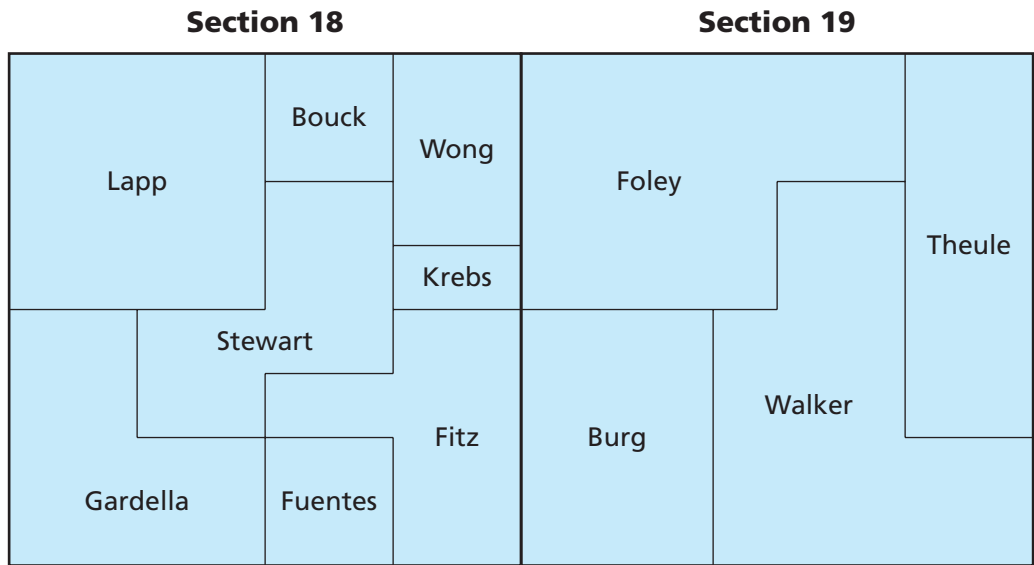 Section 18
Section 19
Bouck
Wong
Lapp
Foley
Theule
Krebs
Stewart
Walker
Fitz
Burg
Gardella
Fuentes